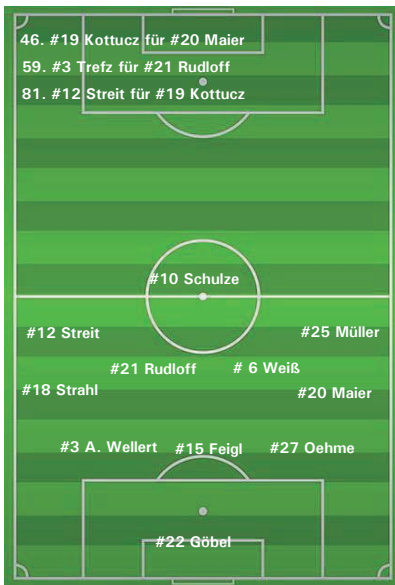 46. #19 Kottucz für #20 Maier
59. #3 Trefz für #21 Rudloff
81. #12 Streit für #19 Kottucz
#10 Schulze
#12 Streit
#25 Müller
#21 Rudloff
# 6 Weiß
#18 Strahl
#20 Maier
#3 A. Wellert
#15 Feigl
#27 Oehme
#22 Göbel